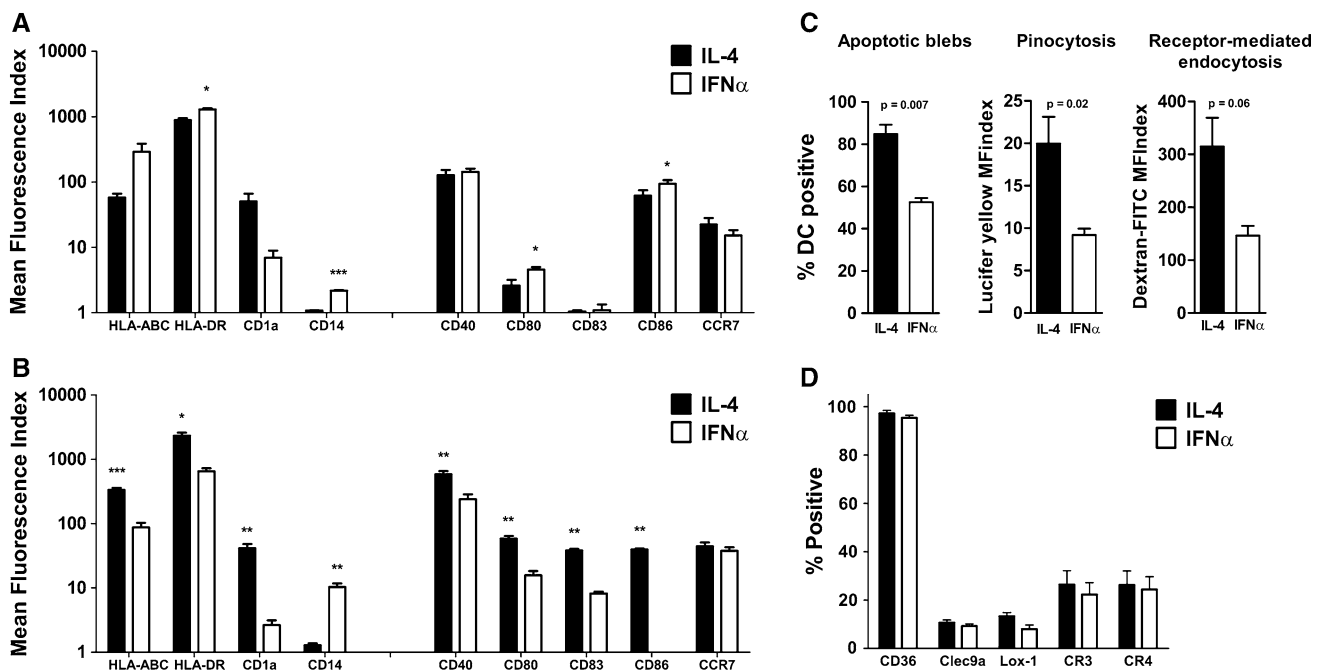 A
Mean Fluorescence Index
10000
1000
100
10
1
IL-4
IFNα
*
***
*
*
HLA-ABC HLA-DR CD1a CD14 CD40 CD80 CD83 CD86 CCR7
B
Mean Fluorescence Index
10000
1000
100
10
1
IL-4
IFNα
***
*
**
**
**
**
**
**
HLA-ABC HLA-DR CD1a CD14 CD40 CD80 CD83 CD86 CCR7
C
Apoptotic blebs
% DC positive
100
80
60
40
20
0
p = 0.007
IL-4 IFNα
Pinocytosis
Lucifer yellow MFindex
25
20
15
10
5
0
p = 0.02
IL-4 IFNα
Receptor-mediated
endocytosis
Dextran-FITC MFIndex
400
300
200
100
0
p = 0.06
IL-4 IFNα
D
% Positive
100
80
60
40
20
0
IL-4
IFNα
CD36 Clec9a Lox-1 CR3 CR4